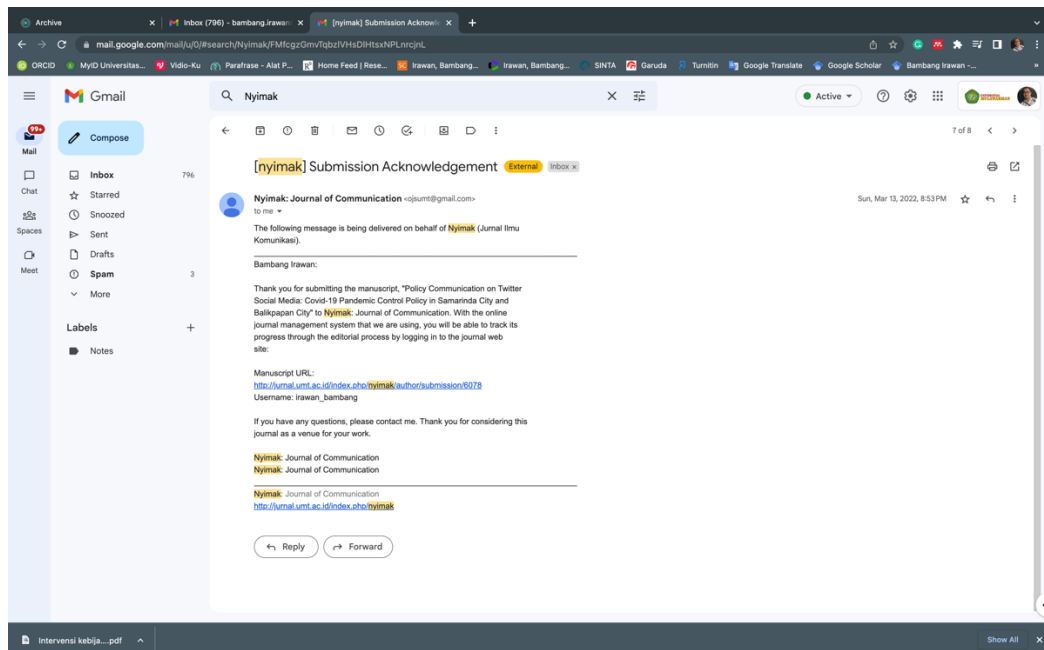 Archive
Inbox (796) - bambang.irawan
[nyimak] Submission Acknowle
mail.google.com/mail/u/0/#search/Nyimak/FMfcgzGmvTqbzIVHsDIHtsxNPLnrcjnL
ORCID MyID Universitas... Vidio-Ku Parafrase - Alat P... Home Feed | Rese... Irawan, Bambang... Irawan, Bambang... SINTA Garuda Turnitin Google Translate Google Scholar Bambang Irawan -... »
Gmail
Nyimak
Active
99+
Mail
Chat
Spaces
Meet
Compose
Inbox 796
Starred
Snoozed
Sent
Drafts
Spam 3
More
Labels
Notes
7 of 8
[nyimak] Submission Acknowledgement External Inbox x
Nyimak: Journal of Communication <ojsumt@gmail.com> Sun, Mar 13, 2022, 8:53 PM
to me
The following message is being delivered on behalf of Nyimak (Jurnal Ilmu
Komunikasi).
Bambang Irawan:
Thank you for submitting the manuscript, "Policy Communication on Twitter
Social Media: Covid-19 Pandemic Control Policy in Samarinda City and
Balikpapan City" to Nyimak: Journal of Communication. With the online
journal management system that we are using, you will be able to track its
progress through the editorial process by logging in to the journal web
site:
Manuscript URL:
http://jurnal.umt.ac.id/index.php/nyimak/author/submission/6078
Username: irawan_bambang
If you have any questions, please contact me. Thank you for considering this
journal as a venue for your work.
Nyimak: Journal of Communication
Nyimak: Journal of Communication
Nyimak: Journal of Communication
http://jurnal.umt.ac.id/index.php/nyimak
Reply Forward
Intervensi kebija....pdf
Show All